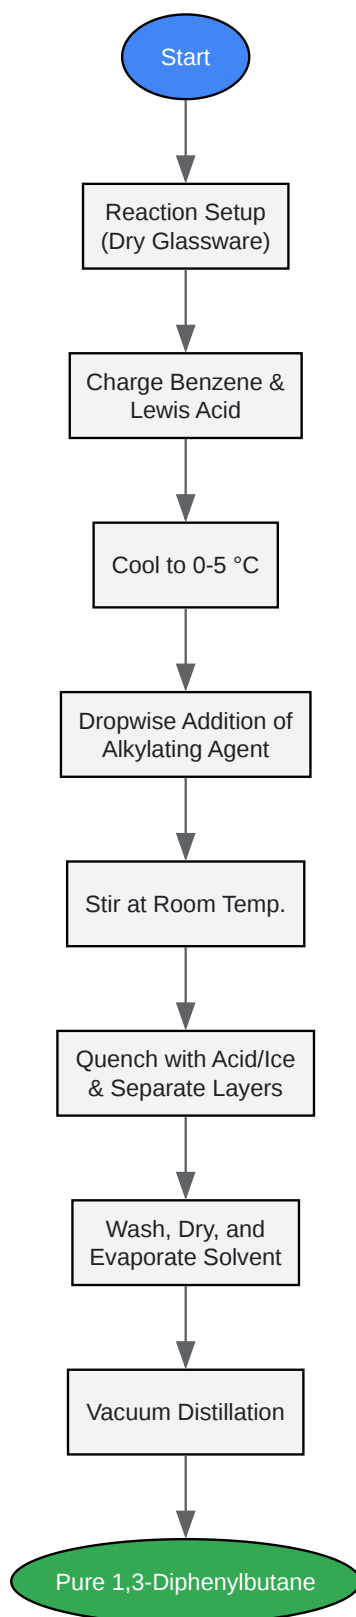 Start
Reaction Setup
(Dry Glassware)
Charge Benzene &
Lewis Acid
Cool to 0-5 °C
Dropwise Addition of
Alkylating Agent
Stir at Room Temp.
Quench with Acid/Ice
& Separate Layers
Wash, Dry, and
Evaporate Solvent
Vacuum Distillation
Pure 1,3-Diphenylbutane